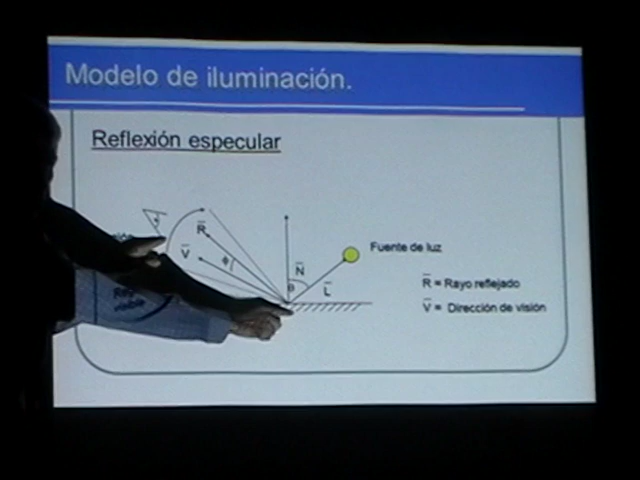 Modelo de iluminación.
Reflexión especular
R
V
ϕ
N
θ
L
Fuente de luz
R = Rayo reflejado
V = Dirección de visión